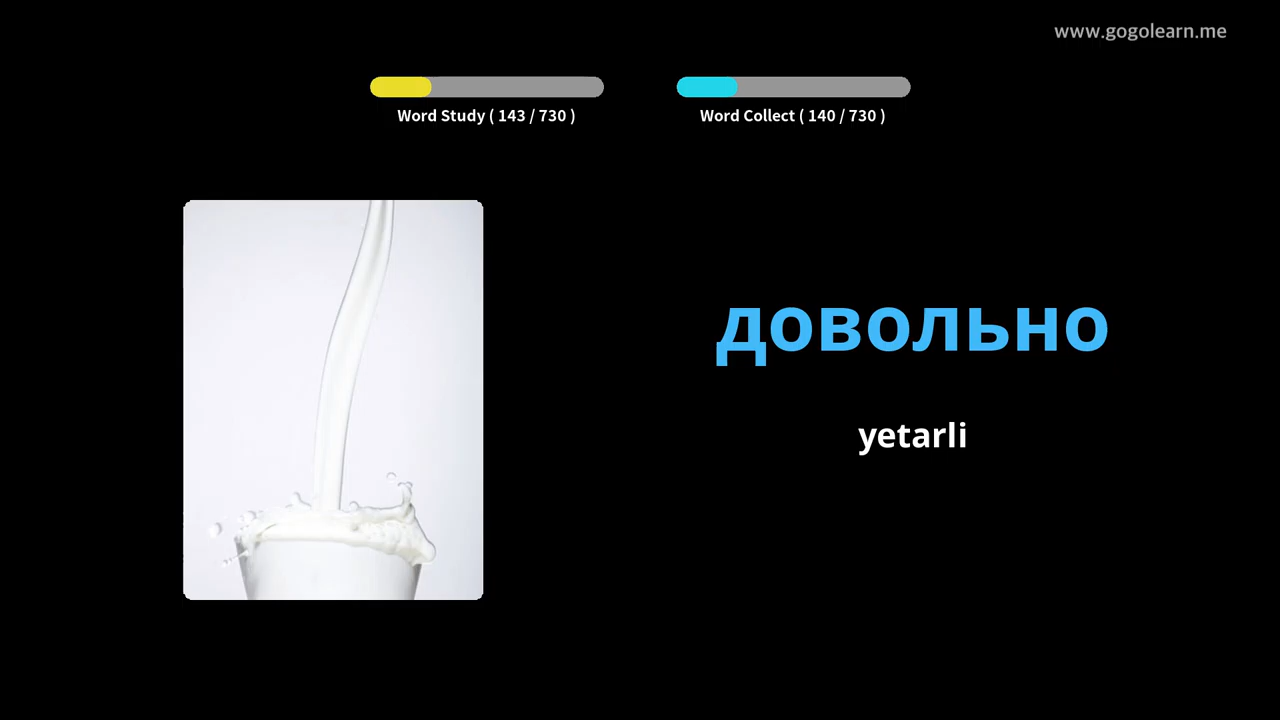 www.gogolearn.me
Word Study ( 143 / 730 )
Word Collect ( 140 / 730 )
довольно
yetarli